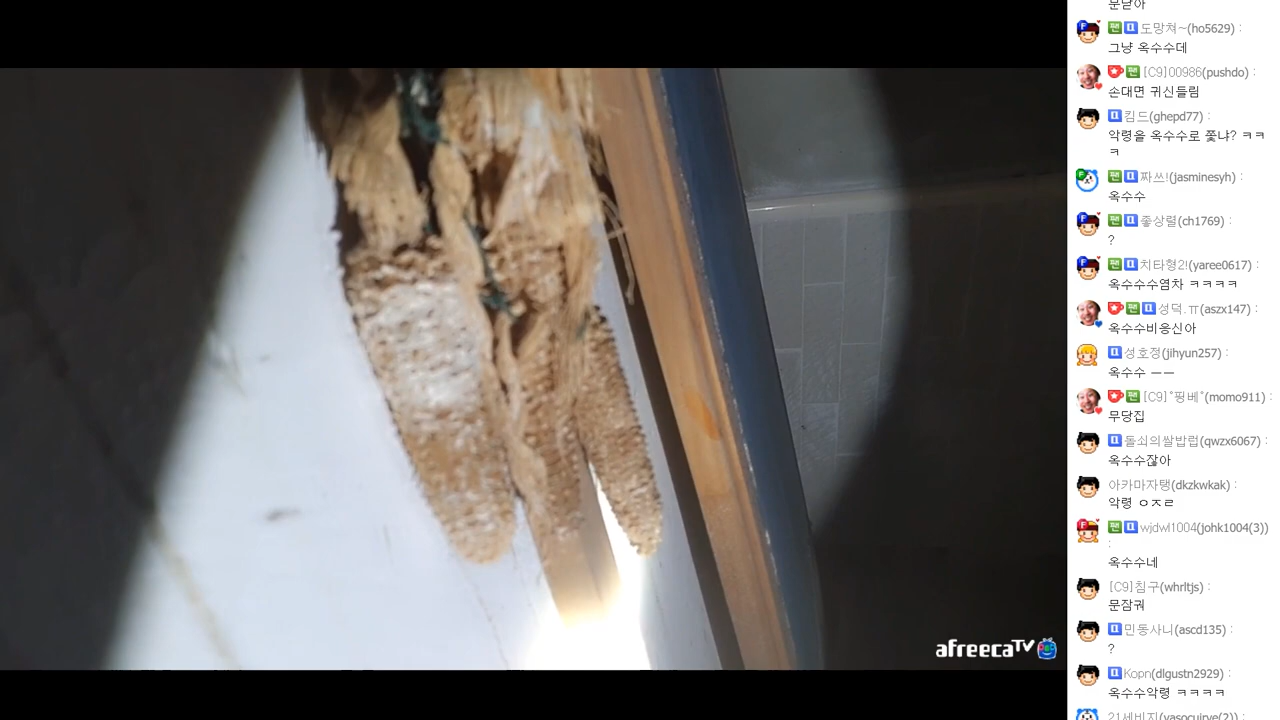 문닫아
도망쳐~(ho5629) :
그냥 옥수수데
[C9]00986(pushdo) :
손대면 귀신들림
킴드(ghepd77) :
악령을 옥수수로 쫓냐? ㅋㅋ
ㅋ
짜쓰!(jasminesyh) :
옥수수
좋상렬(ch1769) :
?
치타형2!(yaree0617) :
옥수수수염차 ㅋㅋㅋㅋ
성덕.ㅠ(aszx147) :
옥수수비응신아
성호정(jihyun257) :
옥수수 ㅡㅡ
[C9]°핑베°(momo911) :
무당집
돌쇠의쌀밥럽(qwzx6067) :
옥수수잖아
아카마자탱(dkzkwkak) :
악령 ㅇㅈㄹ
wjdwl1004(johk1004(3))
:
옥수수네
[C9]침구(whrltjs) :
문잠궈
민동사니(ascd135) :
?
Kopn(dlgustn2929) :
옥수수악령 ㅋㅋㅋㅋ
afreecaTV